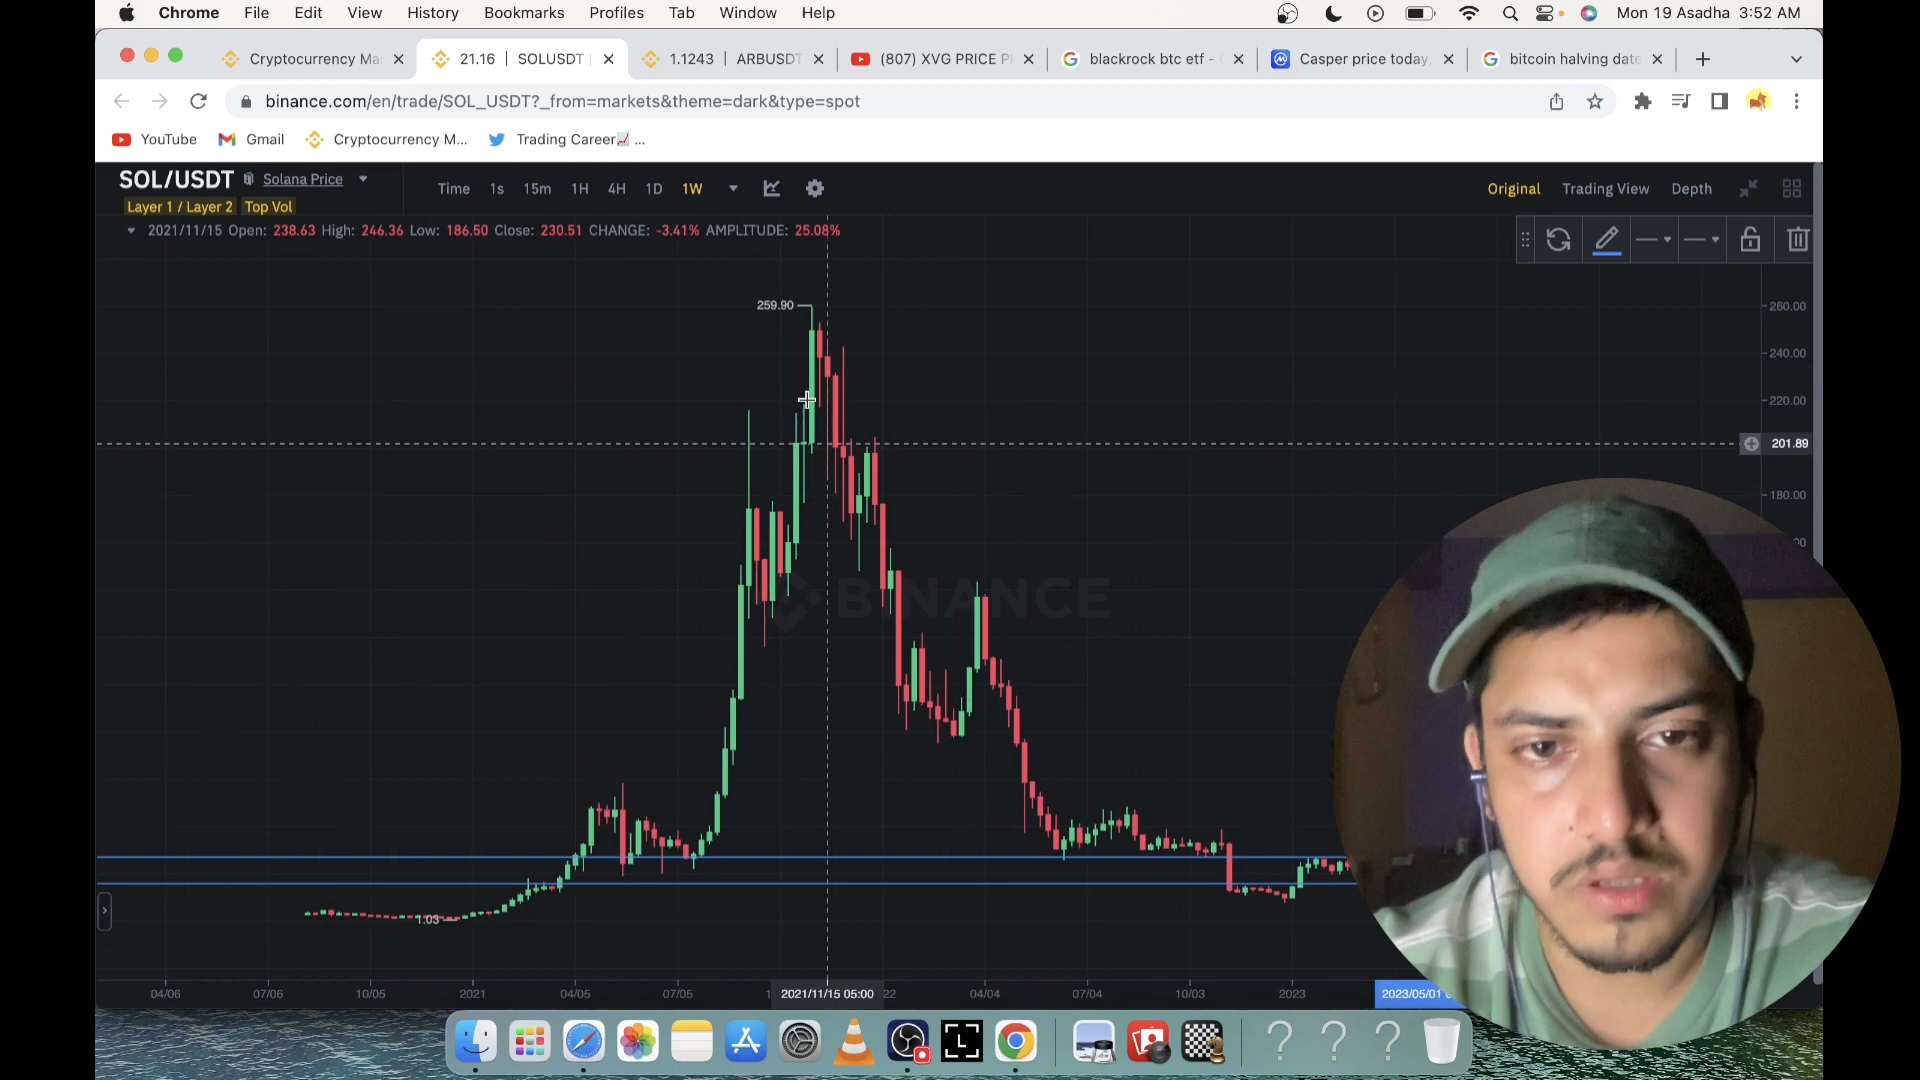 Chrome File Edit View History Bookmarks Profiles Tab Window Help Mon 19 Asadha 3:52 AM
Cryptocurrency Ma 21.16 | SOLUSDT 1.1243 | ARBUSDT (807) XVG PRICE P blackrock btc etf - Casper price today, bitcoin halving date
binance.com/en/trade/SOL_USDT?_from=markets&theme=dark&type=spot
YouTube Gmail Cryptocurrency M... Trading Career ...
SOL/USDT Solana Price Time 1s 15m 1H 4H 1D 1W Original Trading View Depth
Layer 1 / Layer 2 Top Vol
2021/11/15 Open: 238.63 High: 246.36 Low: 186.50 Close: 230.51 CHANGE: -3.41% AMPLITUDE: 25.08%
259.90
260.00
240.00
220.00
201.89
180.00
BINANCE
1.03
04/06 07/06 10/05 2021 04/05 07/05 2021/11/15 05:00 22 04/04 07/04 10/03 2023 2023/05/01